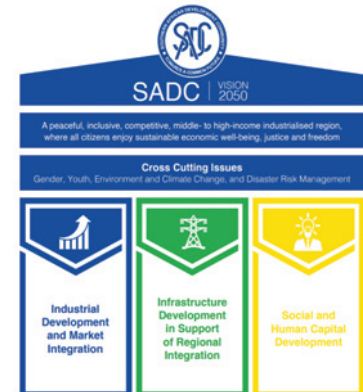 SADC
SADC | VISION 2050
A peaceful, inclusive, competitive, middle- to high-income industrialised region,
where all citizens enjoy sustainable economic well-being, justice and freedom
Cross Cutting Issues
Gender, Youth, Environment and Climate Change, and Disaster Risk Management
Industrial
Development
and Market
Integration
Infrastructure
Development
in Support
of Regional
Integration
Social and
Human Capital
Development